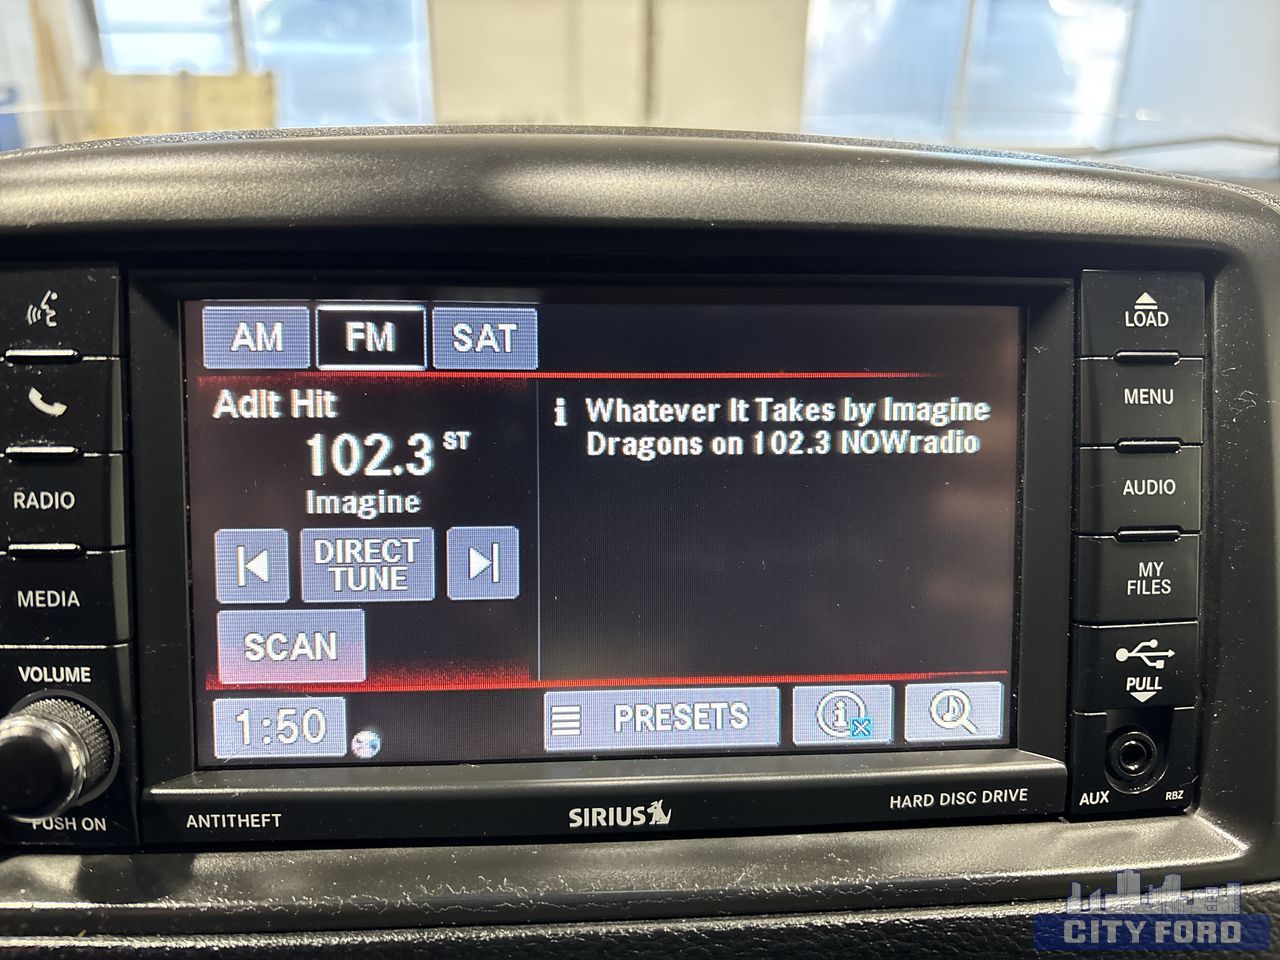 AM FM SAT
Adlt Hit
102.3 ST
Imagine
DIRECT
TUNE
SCAN
1:50
i Whatever It Takes by Imagine
Dragons on 102.3 NOWradio
PRESETS
i
RADIO
MEDIA
VOLUME
PUSH ON
LOAD
MENU
AUDIO
MY
FILES
PULL
AUX
RBZ
ANTITHEFT
SIRIUS
HARD DISC DRIVE
CITY FORD